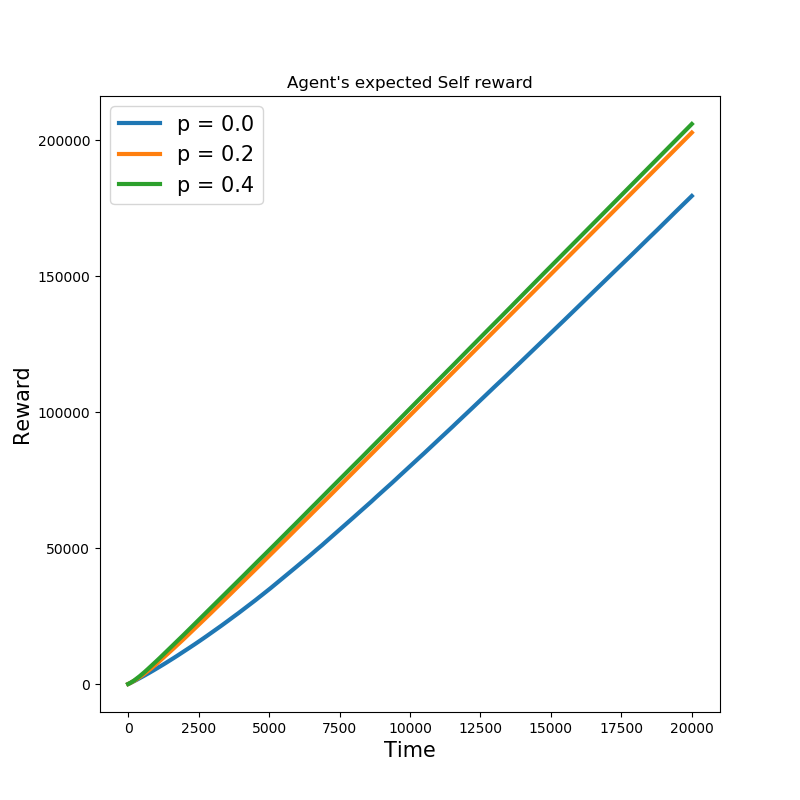 Agent's expected Self reward
p = 0.0
p = 0.2
p = 0.4
Reward
200000
150000
100000
50000
0
0 2500 5000 7500 10000 12500 15000 17500 20000
Time